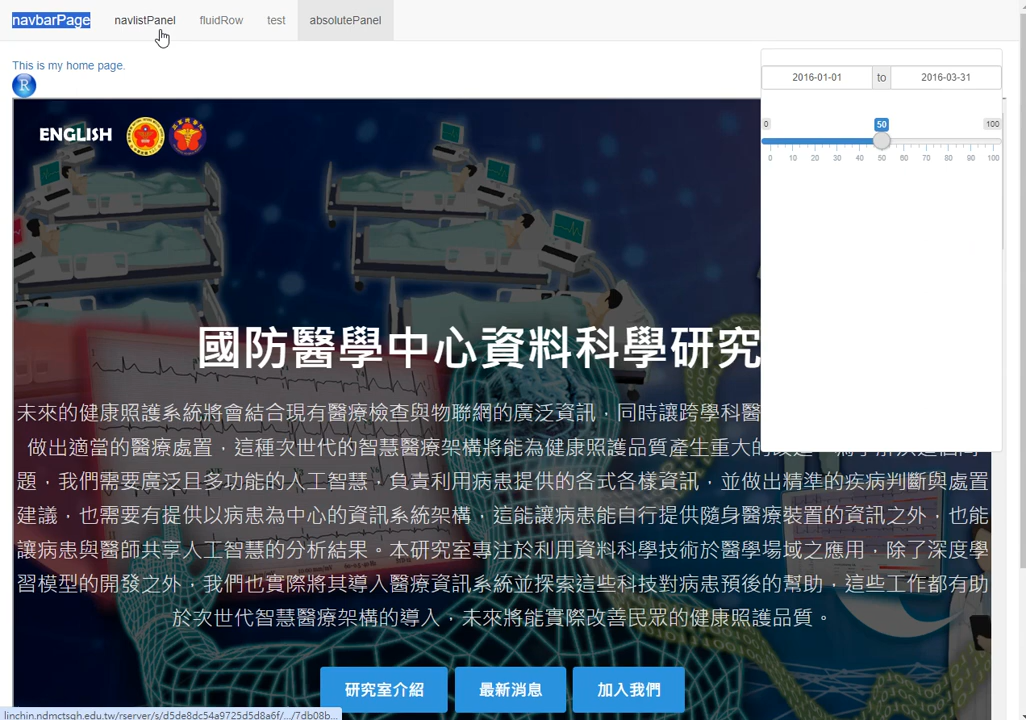 navbarPage navlistPanel fluidRow test absolutePanel
This is my home page.
R
2016-01-01 to 2016-03-31
0 50 100
0 10 20 30 40 50 60 70 80 90 100
ENGLISH
國防醫學中心資料科學研究
未來的健康照護系統將會結合現有醫療檢查與物聯網的廣泛資訊，同時讓跨學科醫
做出適當的醫療處置，這種次世代的智慧醫療架構將能為健康照護品質產生重大的
題，我們需要廣泛且多功能的人工智慧，負責利用病患提供的各式各樣資訊，並做出精準的疾病判斷與處置
建議，也需要有提供以病患為中心的資訊系統架構，這能讓病患能自行提供隨身醫療裝置的資訊之外，也能
讓病患與醫師共享人工智慧的分析結果。本研究室專注於利用資料科學技術於醫學場域之應用，除了深度學
習模型的開發之外，我們也實際將其導入醫療資訊系統並探索這些科技對病患預後的幫助，這些工作都有助
於次世代智慧醫療架構的導入，未來將能實際改善民眾的健康照護品質。
研究室介紹 最新消息 加入我們
linchin.ndmctsgh.edu.tw/rserver/s/d5de8dc54a9725d5d8a6f/.../7db08b...